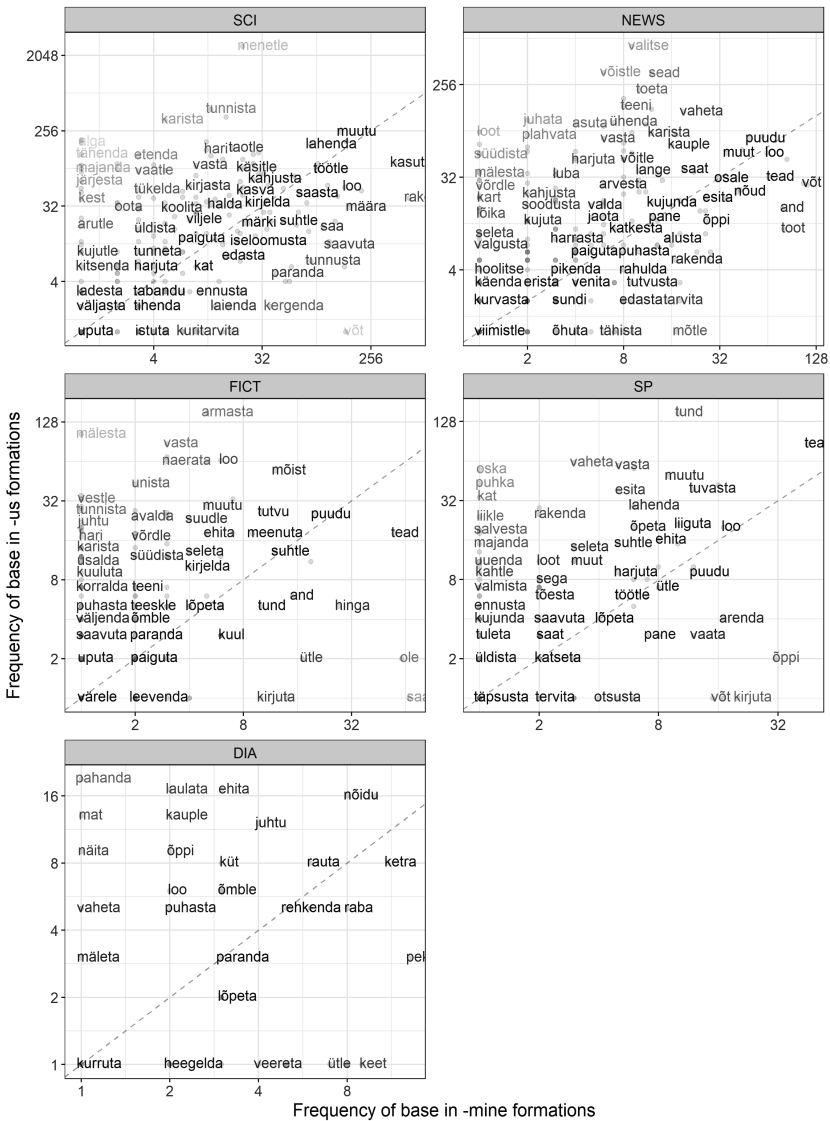 SCI
menetle
2048
tunnista
karista
256
muutu
alga
lahenda
tähenda etenda
hari taotle
majanda vaatle vasta käsitle töötle kasut
järjesta kahjusta
tükelda kirjasta kasva loo
kest saasta rak
oota koolita halda kirjelda määra
32
arutle viljele märki suhtle
üldista saa
paiguta iseloomusta
saavuta
kujutle tunneta edasta
tunnusta
kitsenda harjuta kat
paranda
4
ladesta tabandu ennusta
väljasta tihenda laienda kergenda
uputa istuta kuntarvita võt
4 32 256
NEWS
valitse
võistle sead
256
toeta
teeni
vaheta
juhata asuta ühenda
loot plahvata karista
vasta kauple puudu
süüdista muut loo
harjuta võitle
mälesta luba lange saat
32
osale tead
võrdle arvesta võt
kahjusta nõud
kart esita
soodusta valda kujunda and
lõika
kujuta jaota pane õppi
katkesta toot
seleta
harrasta alusta
valgusta
paigutapuhasta
rakenda
4
hoolitse pikenda rahulda
käenda erista venita tutvusta
kurvasta sundi edastatarvita
viimistle õhuta tähista mõtle
2 8 32 128
FICT
armasta
128
mälesta
vasta
naerata loo
mõist
unista
32
vestle
tunnista avalda muutu tutvu puudu
juhtu suudle
hari võrdle ehita meenuta tead
karista
usalda süüdista seleta suhtle
kuuluta kirjelda
8
korralda teeni
and
puhasta teeskle lõpeta tund hinga
väljenda õmble
saavuta paranda kuul
2
uputa paiguta ütle ole
värele leevenda kirjuta saa
2 8 32
SP
tund
128
tea
vaheta vasta
oska
puhka muutu
kat esita tuvasta
32
lahenda
rakenda
liikle
salvesta õpeta liiguta loo
majanda suhtle ehita
seleta
uuenda loot muut
kahtle harjuta puudu
8
valmista sega ütle
tõesta töötle
ennusta
kujunda saavuta lõpeta arenda
tuleta saat pane vaata
2
üldista katseta õppi
täpsusta tervita otsusta võt kirjuta
2 8 32
DIA
pahanda
laulata ehita
16
nõidu
mat kauple
juhtu
näita õppi
8
küt rauta ketra
loo õmble
vaheta puhasta rehkenda raba
4
mäleta paranda pek
2
lõpeta
1
kurruta heegelda veereta ütle keet
1 2 4 8
Frequency of base in -us formations
Frequency of base in -mine formations